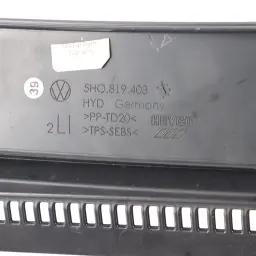 39
5H0.819.403
HYD Germany
>PP-TD20<
2LI
>TPS-SEBS<